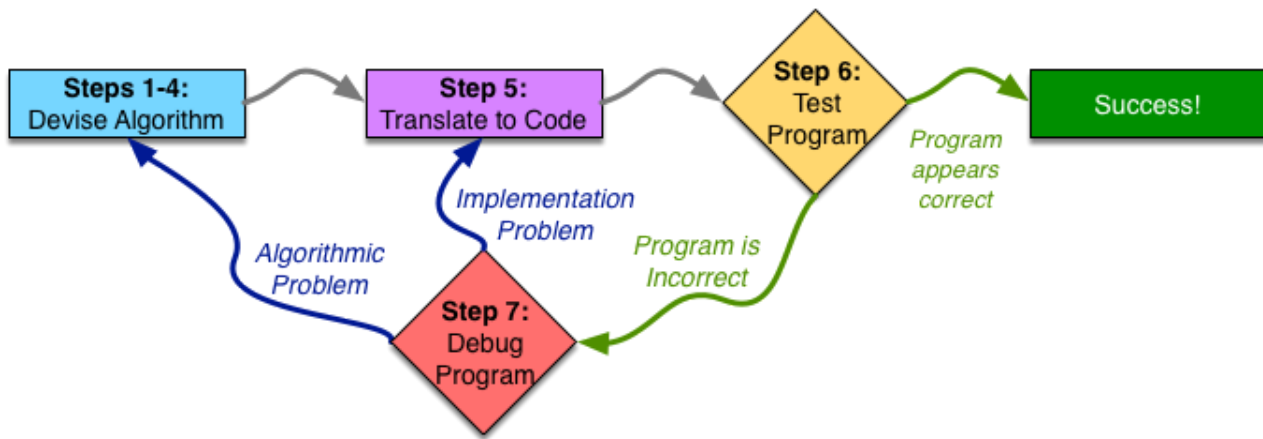 Steps 1-4:
Devise Algorithm
Step 5:
Translate to Code
Step 6:
Test
Program
Success!
Program
appears
correct
Implementation
Problem
Algorithmic
Problem
Program is
Incorrect
Step 7:
Debug
Program